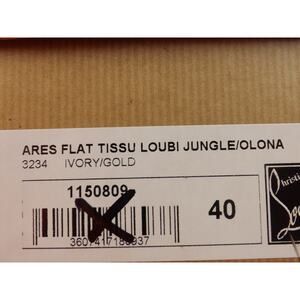 ARES FLAT TISSU LOUBI JUNGLE/OLONA
3234 IVORY/GOLD
1150809
40